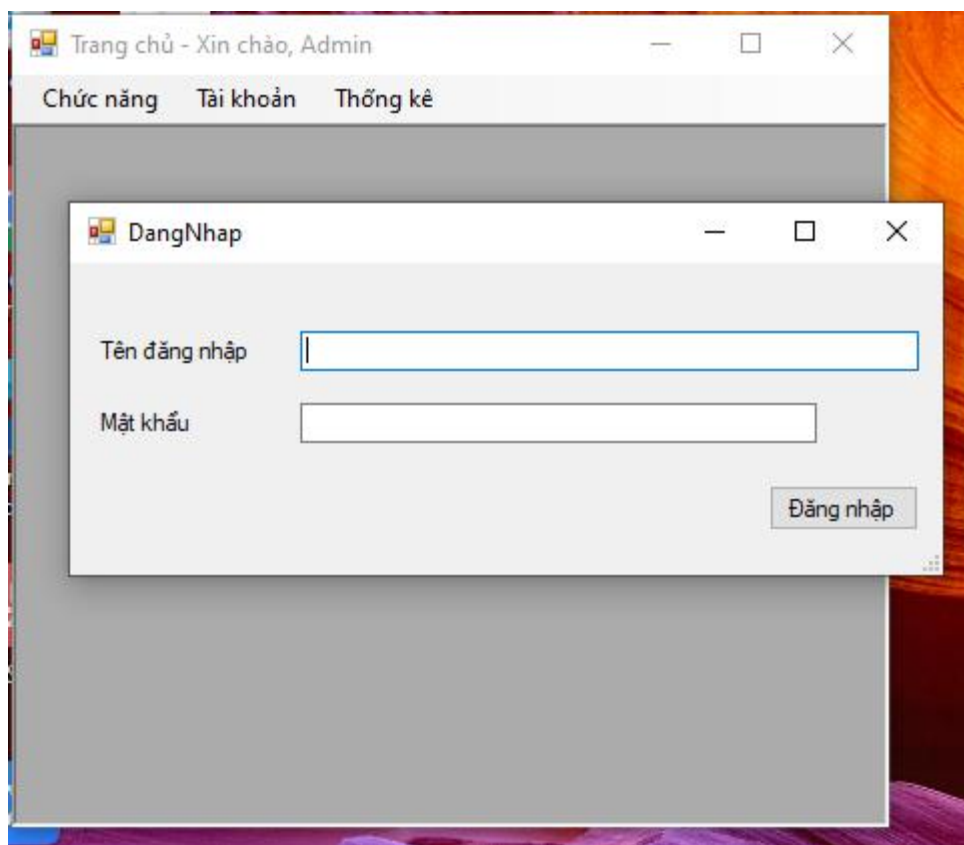 Trang chủ - Xin chào, Admin
Chức năng Tài khoản Thống kê
DangNhap
Tên đăng nhập
Mật khẩu
Đăng nhập